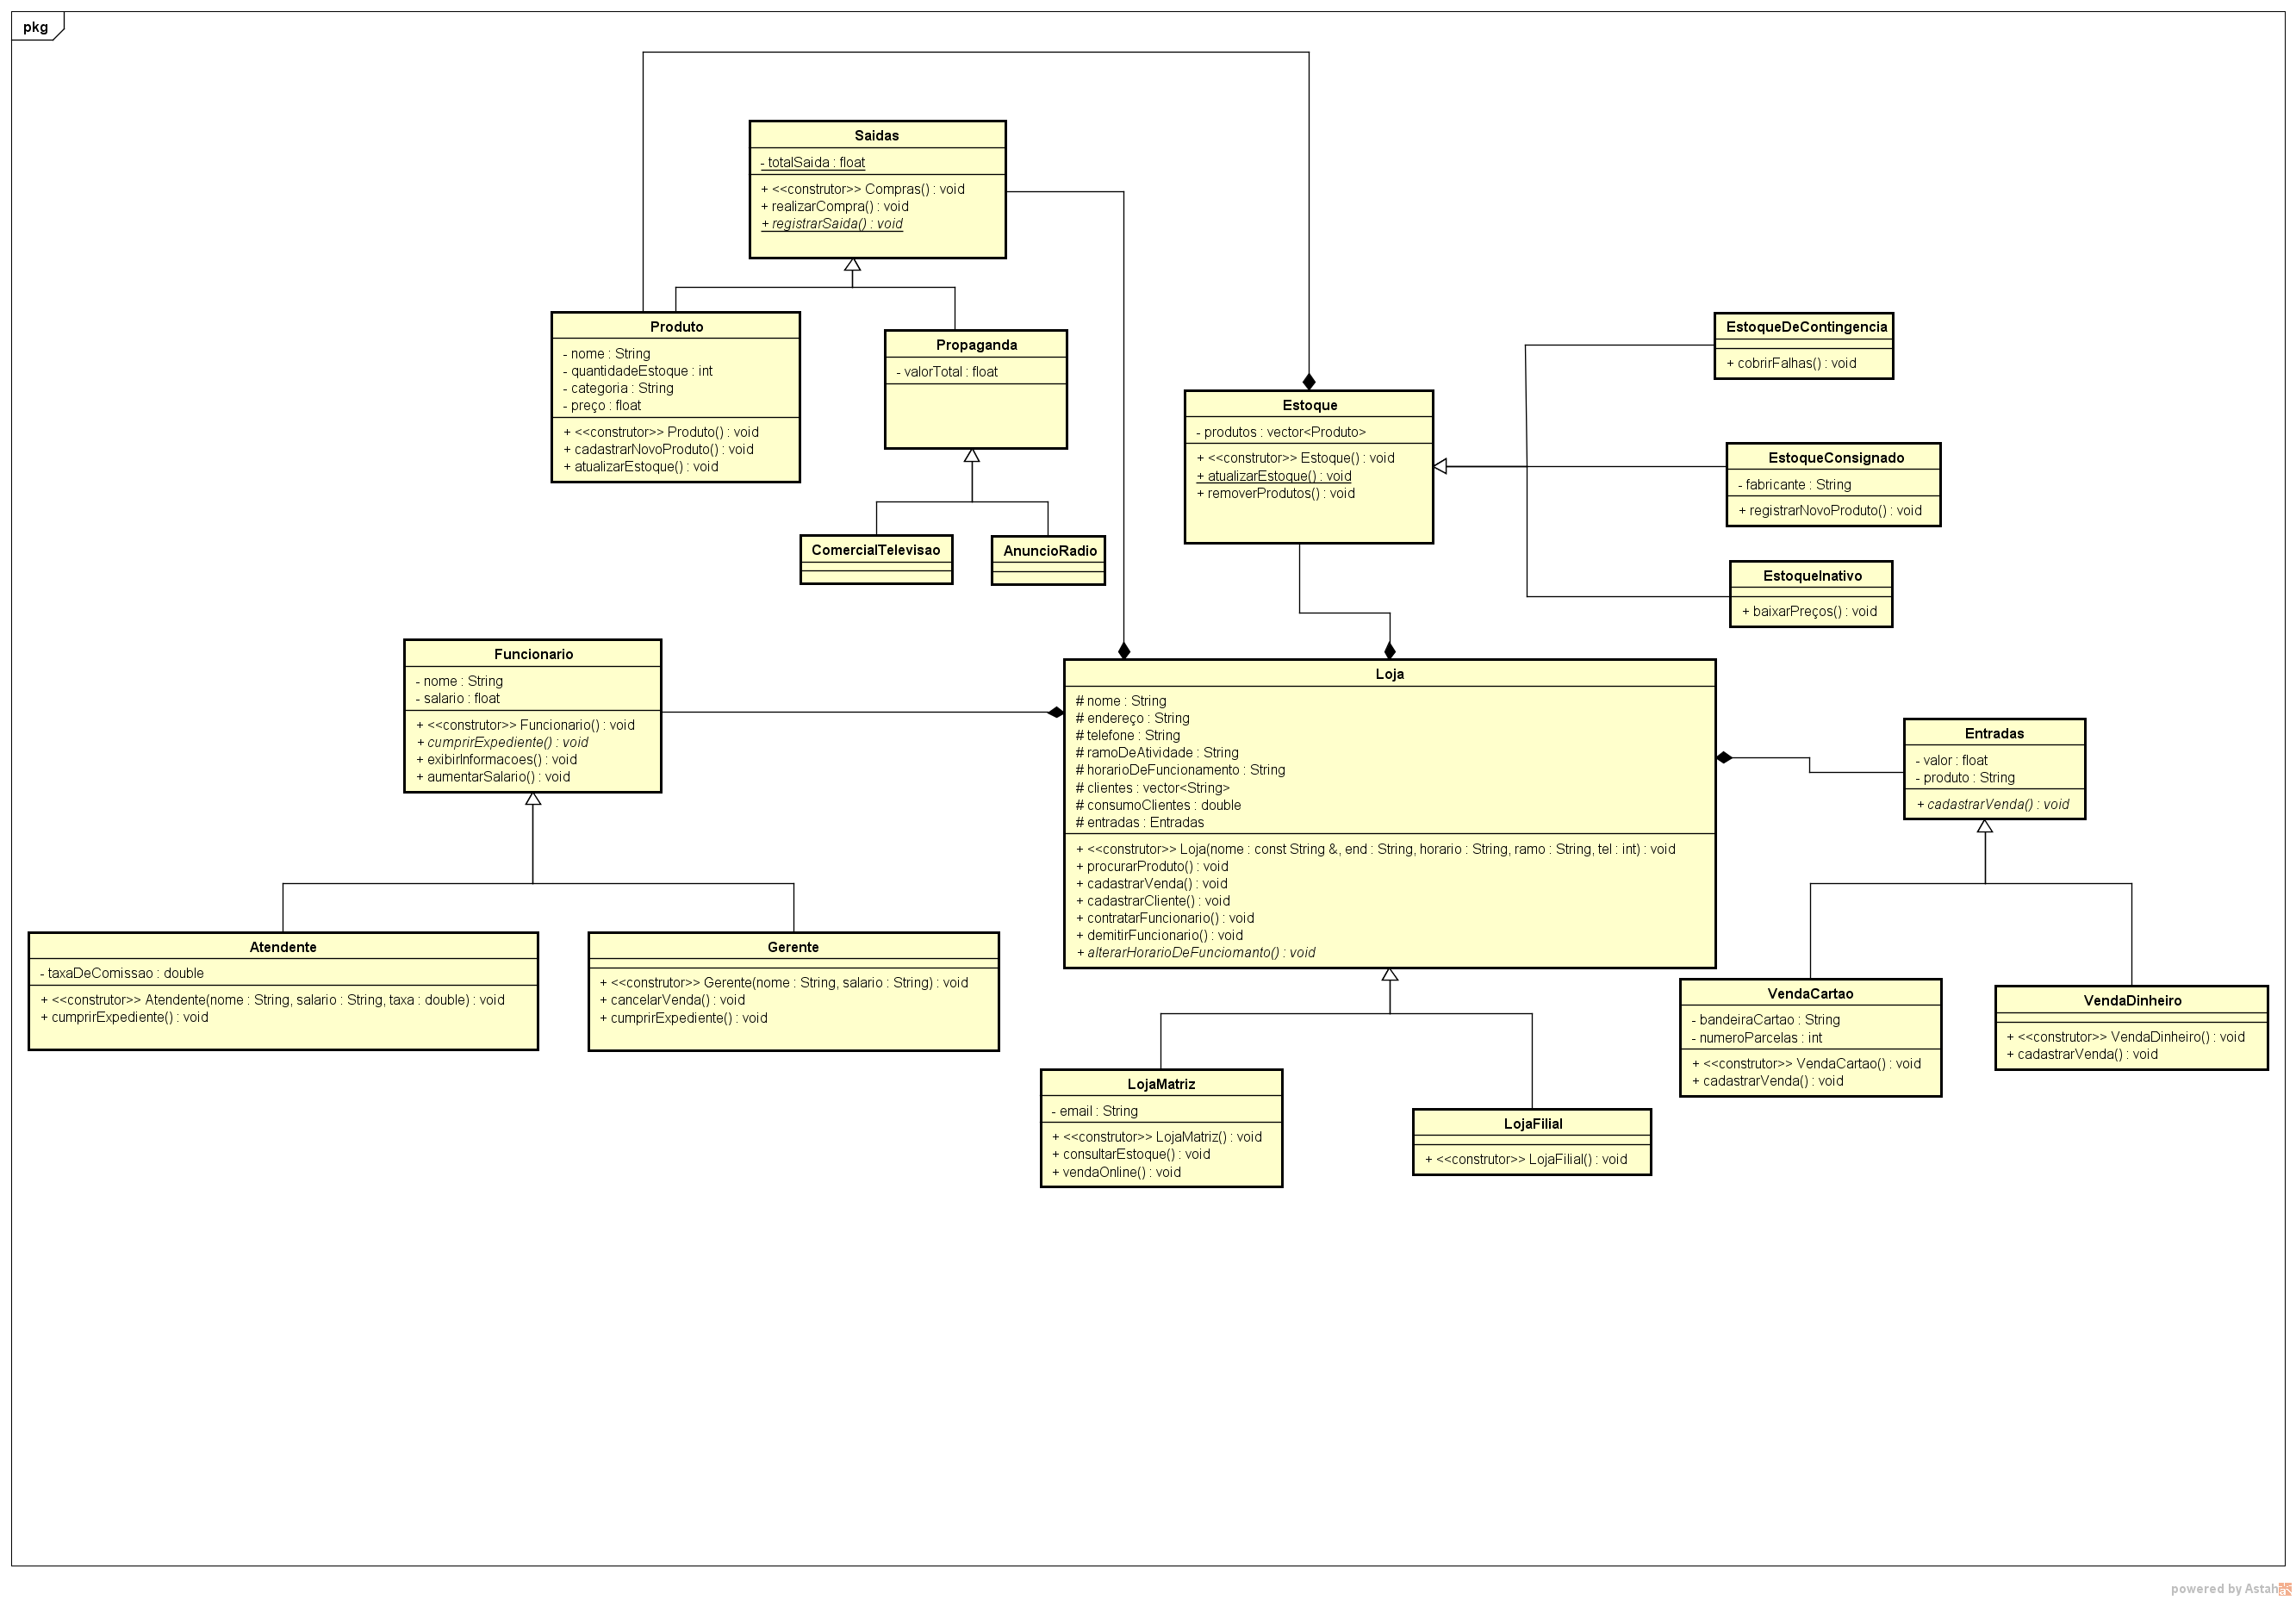 pkg
Saidas
- totalSaida : float
+ <<construtor>> Compras() : void
+ realizarCompra() : void
+ registrarSaida() : void
Produto
- nome : String
- quantidadeEstoque : int
- categoria : String
- preço : float
+ <<construtor>> Produto() : void
+ cadastrarNovoProduto() : void
+ atualizarEstoque() : void
Propaganda
- valorTotal : float
ComercialTelevisao
AnuncioRadio
Estoque
- produtos : vector<Produto>
+ <<construtor>> Estoque() : void
+ atualizarEstoque() : void
+ removerProdutos() : void
EstoqueDeContingencia
+ cobrirFalhas() : void
EstoqueConsignado
- fabricante : String
+ registrarNovoProduto() : void
EstoqueInativo
+ baixarPreços() : void
Funcionario
- nome : String
- salario : float
+ <<construtor>> Funcionario() : void
+ cumprirExpediente() : void
+ exibirInformacoes() : void
+ aumentarSalario() : void
Loja
# nome : String
# endereço : String
# telefone : String
# ramoDeAtividade : String
# horarioDeFuncionamento : String
# clientes : vector<String>
# consumoClientes : double
# entradas : Entradas
+ <<construtor>> Loja(nome : const String &, end : String, horario : String, ramo : String, tel : int) : void
+ procurarProduto() : void
+ cadastrarVenda() : void
+ cadastrarCliente() : void
+ contratarFuncionario() : void
+ demitirFuncionario() : void
+ alterarHorarioDeFunciomanto() : void
Entradas
- valor : float
- produto : String
+ cadastrarVenda() : void
Atendente
- taxaDeComissao : double
+ <<construtor>> Atendente(nome : String, salario : String, taxa : double) : void
+ cumprirExpediente() : void
Gerente
+ <<construtor>> Gerente(nome : String, salario : String) : void
+ cancelarVenda() : void
+ cumprirExpediente() : void
VendaCartao
- bandeiraCartao : String
- numeroParcelas : int
+ <<construtor>> VendaCartao() : void
+ cadastrarVenda() : void
VendaDinheiro
+ <<construtor>> VendaDinheiro() : void
+ cadastrarVenda() : void
LojaMatriz
- email : String
+ <<construtor>> LojaMatriz() : void
+ consultarEstoque() : void
+ vendaOnline() : void
LojaFilial
+ <<construtor>> LojaFilial() : void
powered by Astah